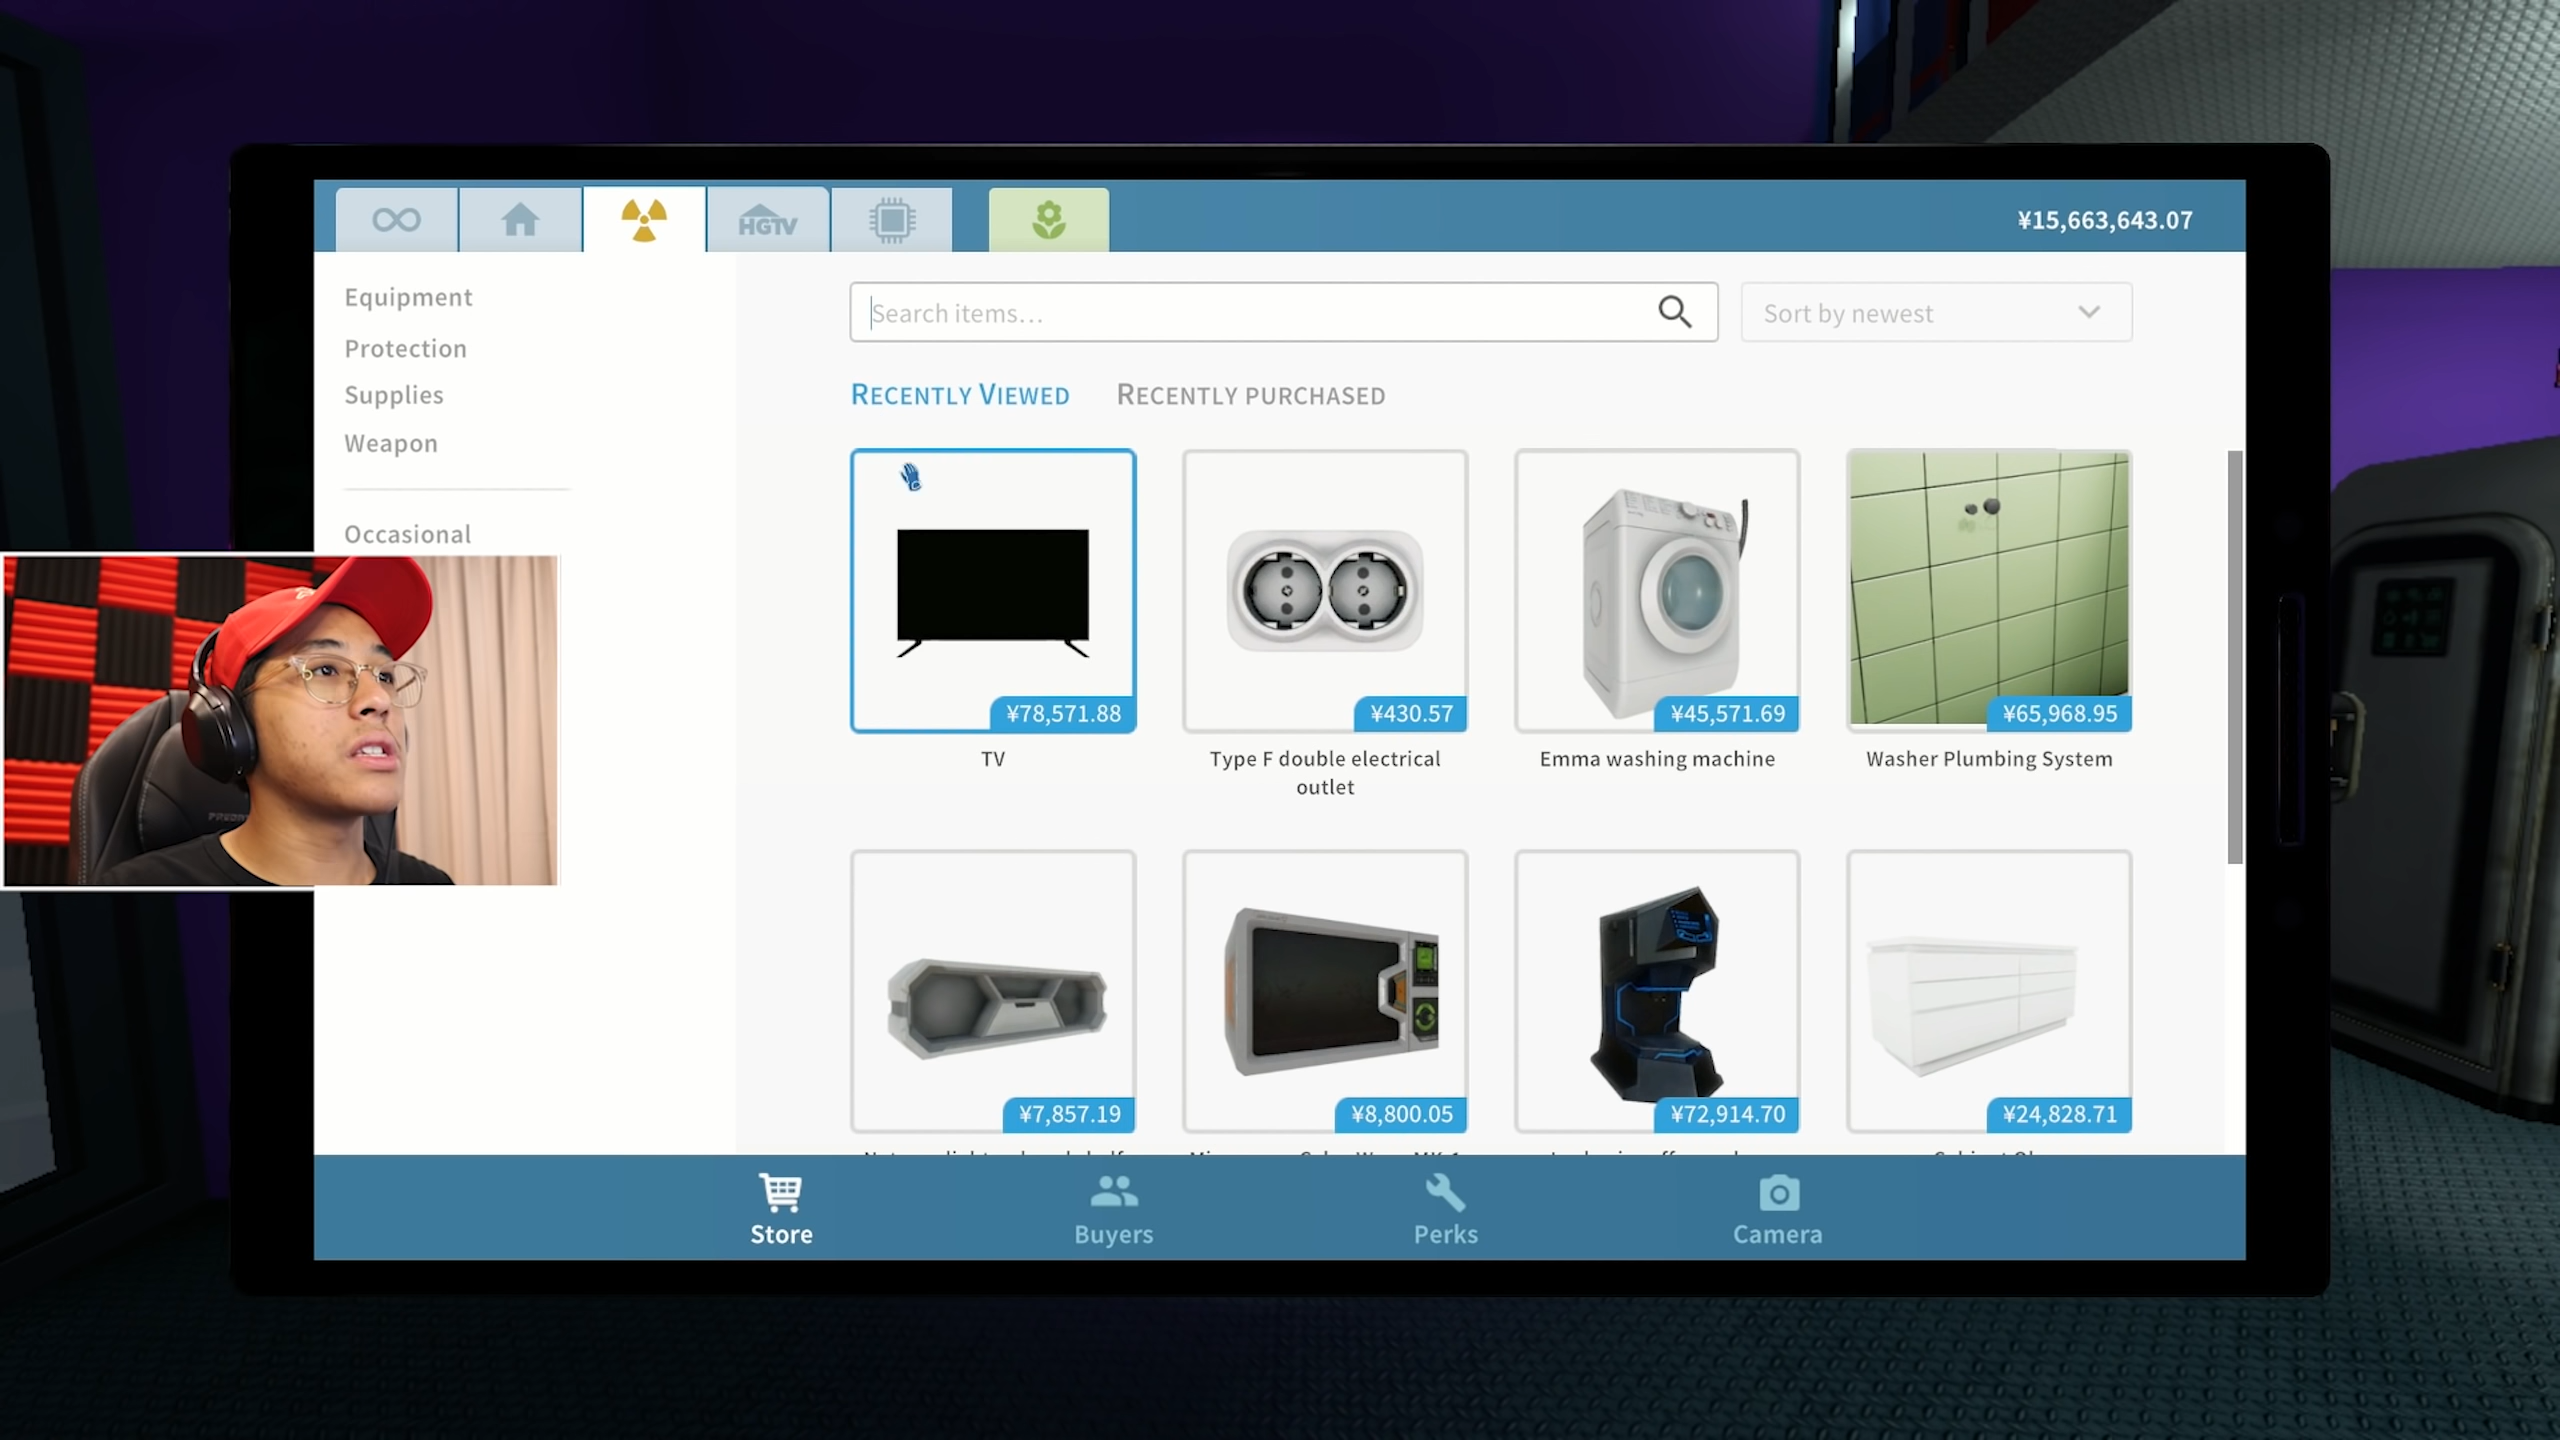 HGTV
¥15,663,643.07
Equipment
Protection
Supplies
Weapon
Occasional
Search items...
Sort by newest
RECENTLY VIEWED
RECENTLY PURCHASED
¥78,571.88
¥430.57
¥45,571.69
¥65,968.95
TV
Type F double electrical
outlet
Emma washing machine
Washer Plumbing System
¥7,857.19
¥8,800.05
¥72,914.70
¥24,828.71
Store
Buyers
Perks
Camera